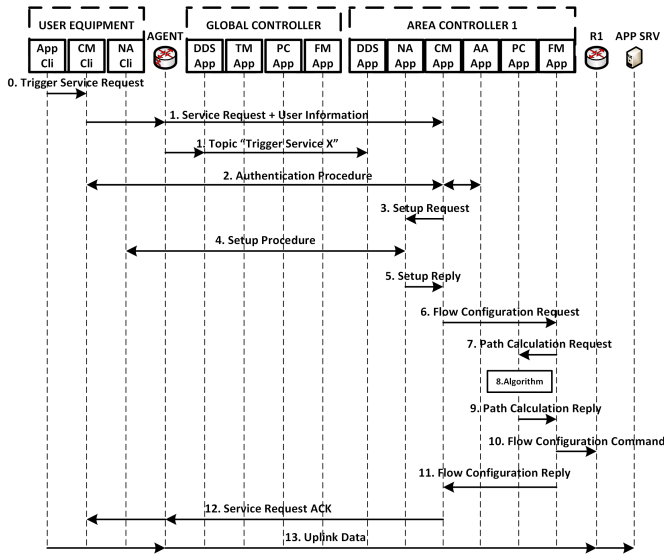 USER EQUIPMENT
GLOBAL CONTROLLER
AREA CONTROLLER 1
App Cli
CM Cli
NA Cli
AGENT
DDS App
TM App
PC App
FM App
DDS App
NA App
CM App
AA App
PC App
FM App
R1
APP SRV
0. Trigger Service Request
1. Service Request + User Information
1. Topic “Trigger Service X”
2. Authentication Procedure
3. Setup Request
4. Setup Procedure
5. Setup Reply
6. Flow Configuration Request
7. Path Calculation Request
8.Algorithm
9. Path Calculation Reply
10. Flow Configuration Command
11. Flow Configuration Reply
12. Service Request ACK
13. Uplink Data